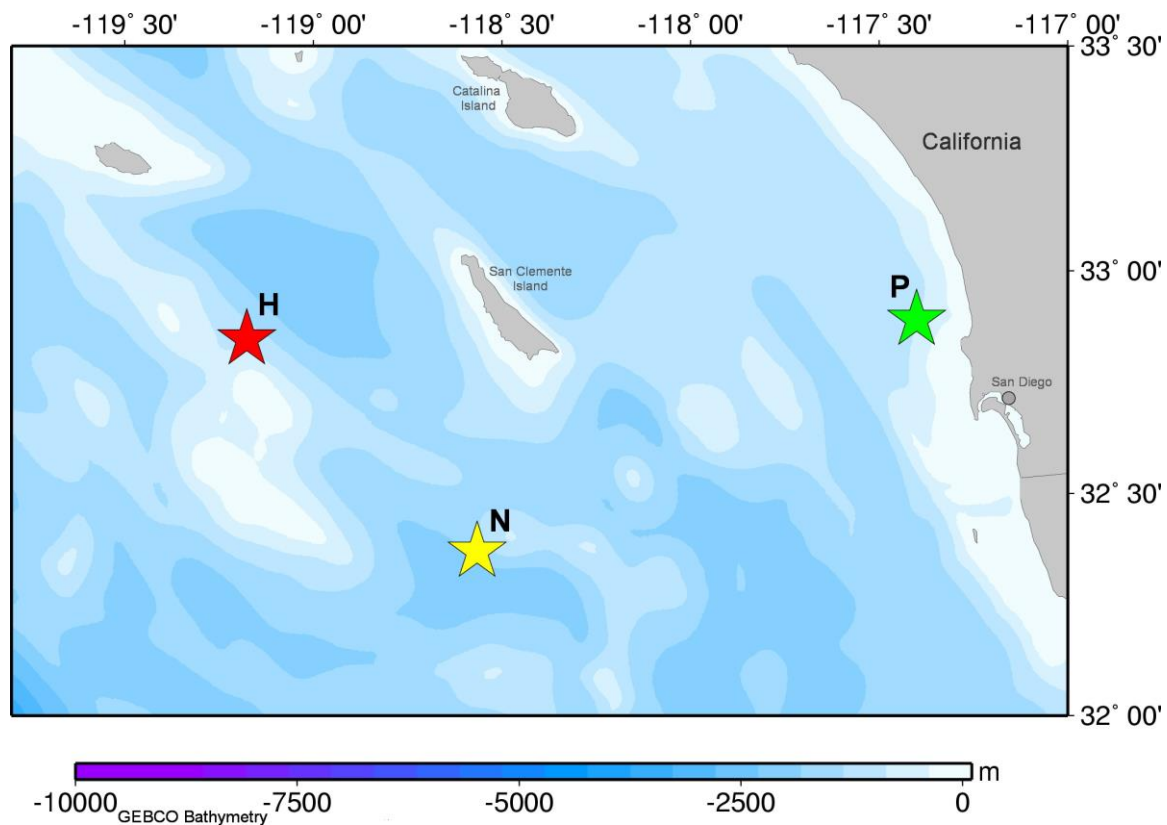 -119˚ 30' -119˚ 00' -118˚ 30' -118˚ 00' -117˚ 30' -117˚ 00'
33˚ 30'
Catalina
Island
California
33˚ 00'
San Clemente
Island
H
P
San Diego
32˚ 30'
N
32˚ 00'
m
-10000 -7500 -5000 -2500 0
GEBCO Bathymetry